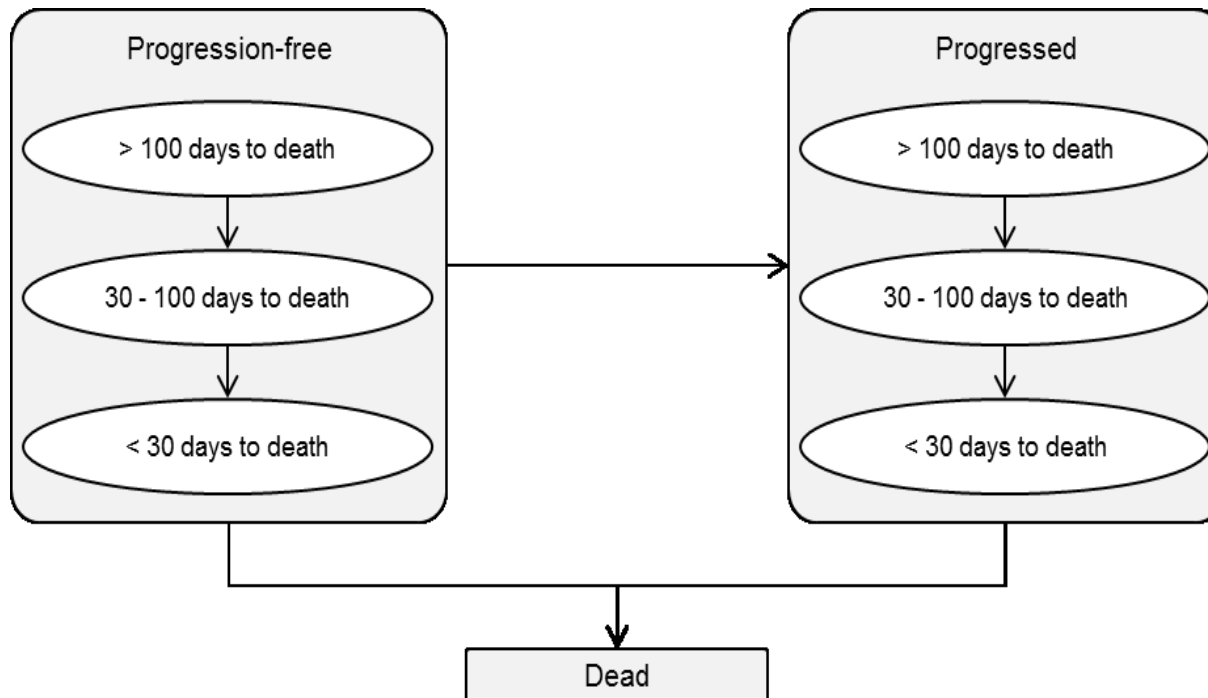 Progression-free
> 100 days to death
30 - 100 days to death
< 30 days to death
Progressed
> 100 days to death
30 - 100 days to death
< 30 days to death
Dead